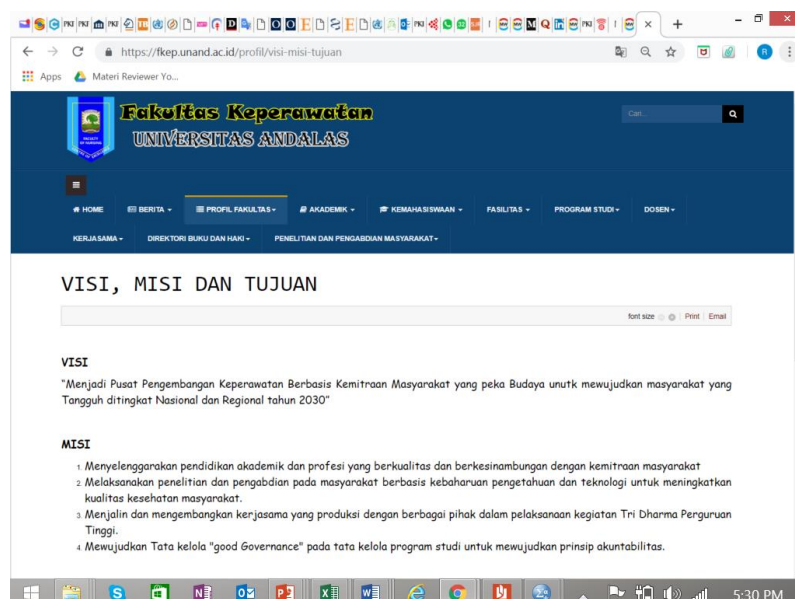 https://fkep.unand.ac.id/profil/visi-misi-tujuan
Apps Materi Reviewer Yo...
Fakultas Keperawatan
UNIVERSITAS ANDALAS
Cari...
HOME BERITA PROFIL FAKULTAS AKADEMIK KEMAHASISWAAN FASILITAS PROGRAM STUDI DOSEN
KERJASAMA DIREKTORI BUKU DAN HAKI PENELITIAN DAN PENGABDIAN MASYARAKAT
VISI, MISI DAN TUJUAN
font size Print Email
VISI
"Menjadi Pusat Pengembangan Keperawatan Berbasis Kemitraan Masyarakat yang peka Budaya unutk mewujudkan masyarakat yang
Tangguh ditingkat Nasional dan Regional tahun 2030"
MISI
1. Menyelenggarakan pendidikan akademik dan profesi yang berkualitas dan berkesinambungan dengan kemitraan masyarakat
2. Melaksanakan penelitian dan pengabdian pada masyarakat berbasis kebaharuan pengetahuan dan teknologi untuk meningkatkan
kualitas kesehatan masyarakat.
3. Menjalin dan mengembangkan kerjasama yang produksi dengan berbagai pihak dalam pelaksanaan kegiatan Tri Dharma Perguruan
Tinggi.
4. Mewujudkan Tata kelola "good Governance" pada tata kelola program studi untuk mewujudkan prinsip akuntabilitas.
5:30 PM